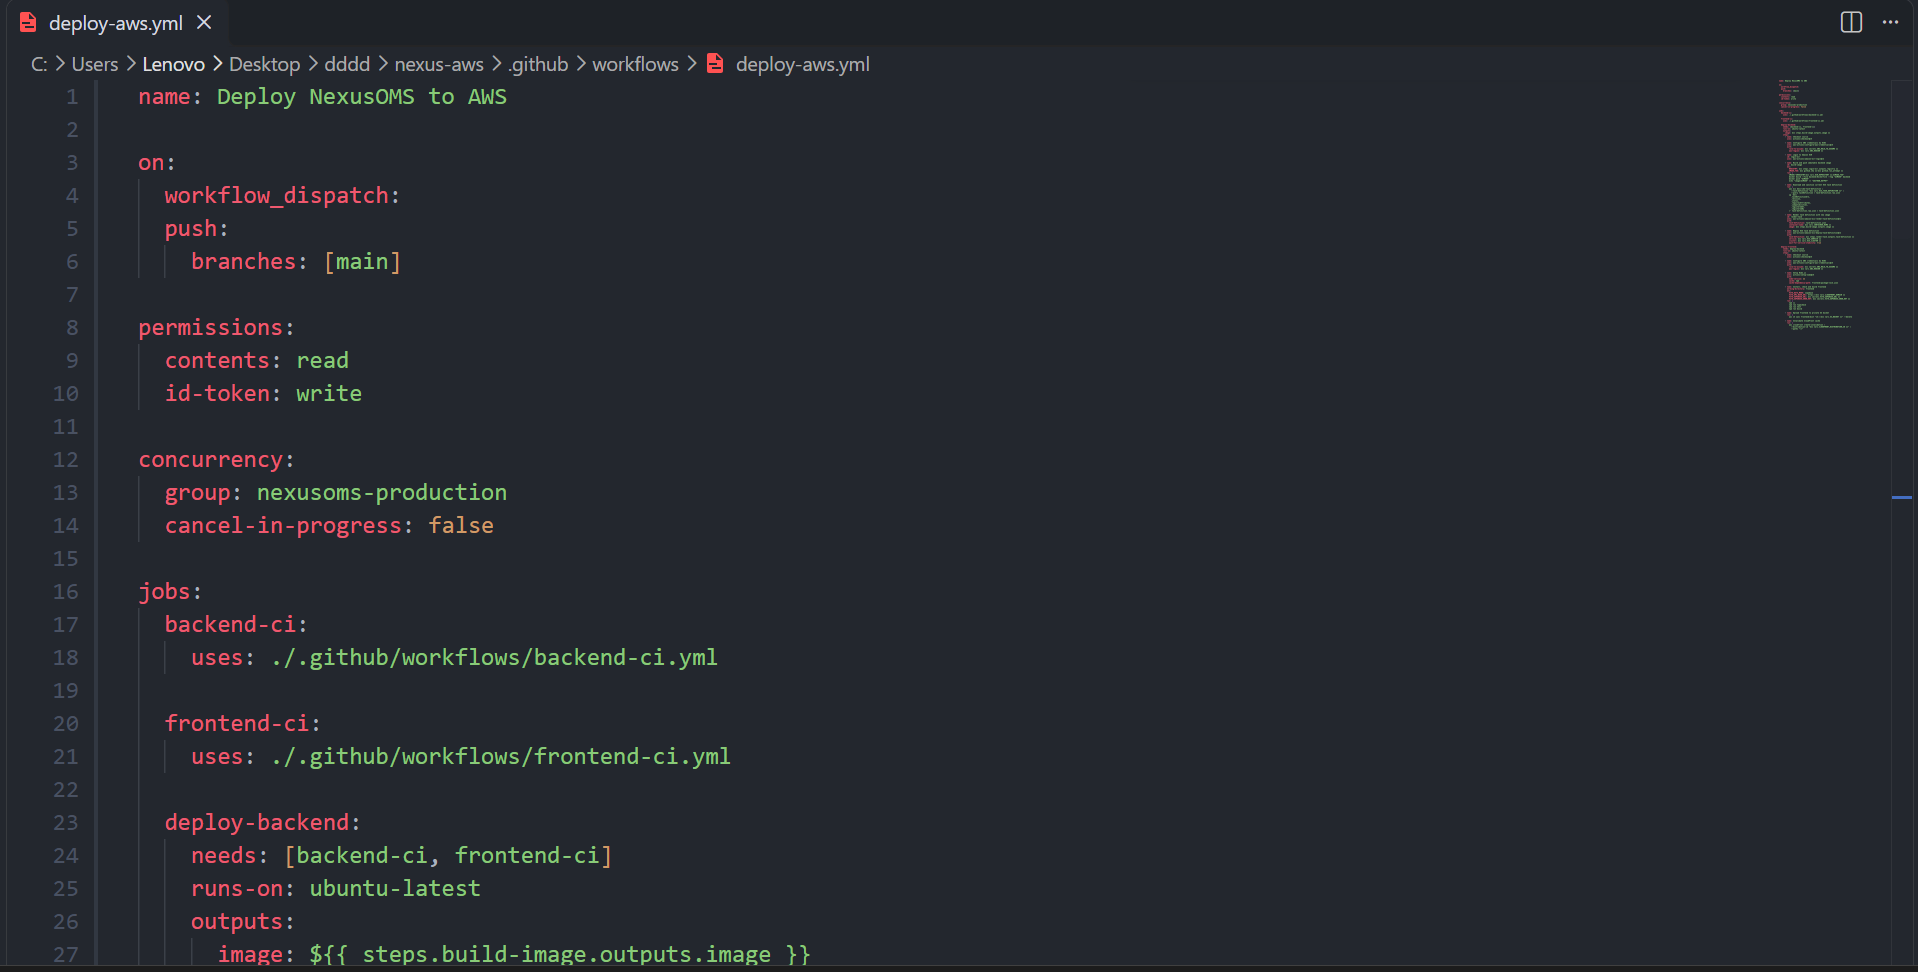 deploy-aws.yml
C: > Users > Lenovo > Desktop > dddd > nexus-aws > .github > workflows > deploy-aws.yml
1 name: Deploy NexusOMS to AWS
2
3 on:
4 workflow_dispatch:
5 push:
6 branches: [main]
7
8 permissions:
9 contents: read
10 id-token: write
11
12 concurrency:
13 group: nexusoms-production
14 cancel-in-progress: false
15
16 jobs:
17 backend-ci:
18 uses: ./.github/workflows/backend-ci.yml
19
20 frontend-ci:
21 uses: ./.github/workflows/frontend-ci.yml
22
23 deploy-backend:
24 needs: [backend-ci, frontend-ci]
25 runs-on: ubuntu-latest
26 outputs:
27 image: ${{ steps.build-image.outputs.image }}